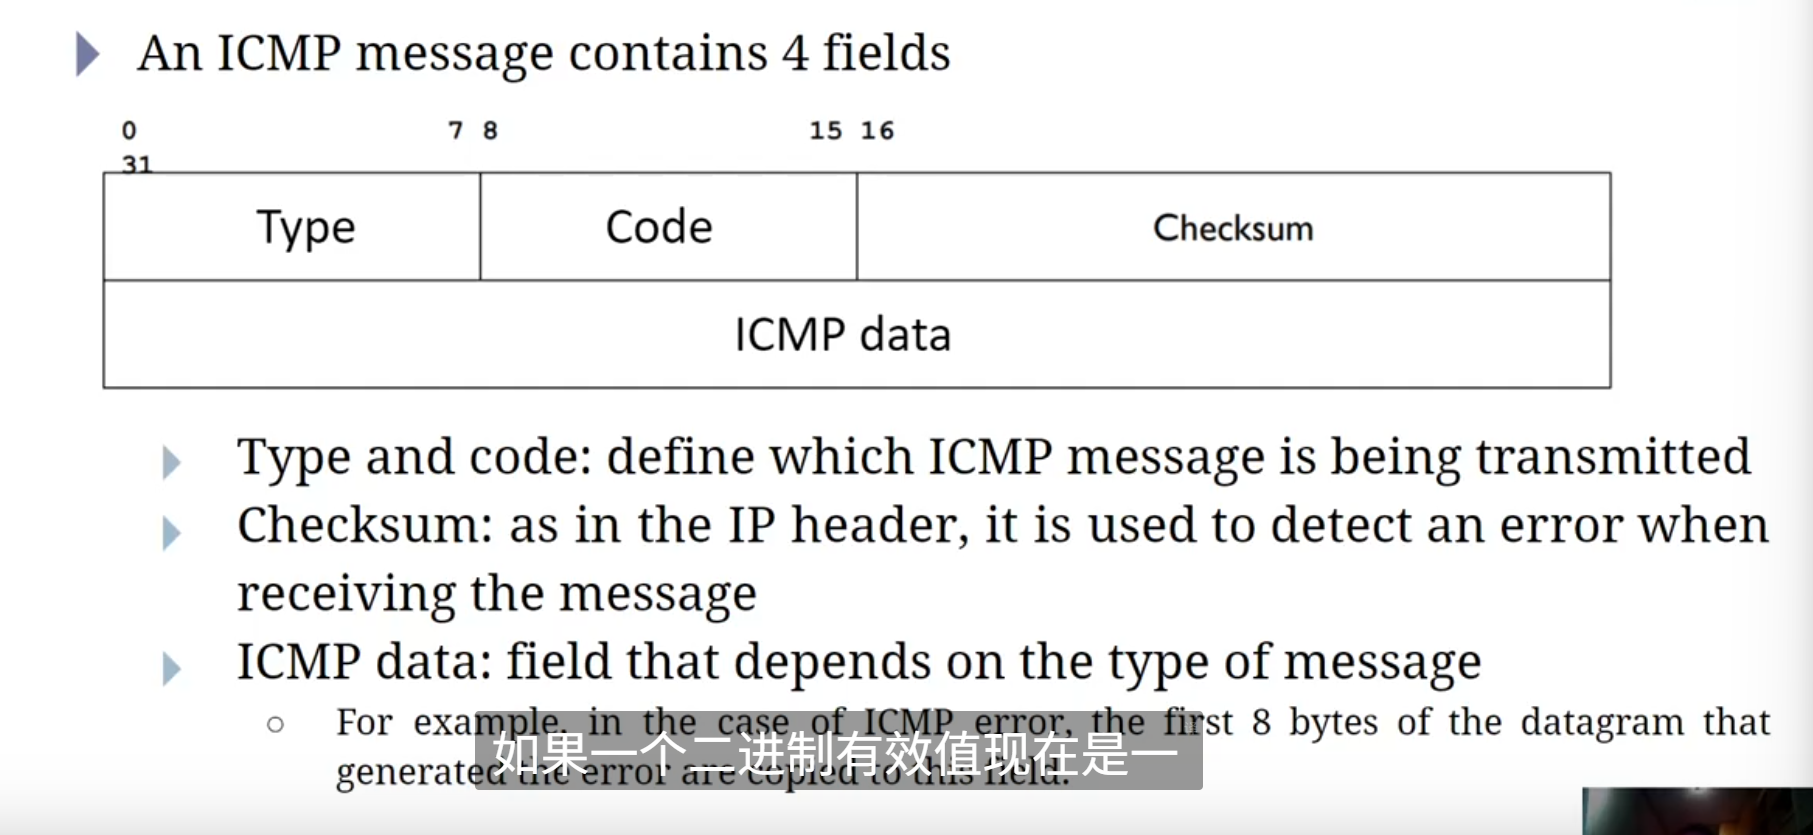 An ICMP message contains 4 fields
0 7 8 15 16
31
Type Code Checksum
ICMP data
Type and code: define which ICMP message is being transmitted
Checksum: as in the IP header, it is used to detect an error when
receiving the message
ICMP data: field that depends on the type of message
For example, in the case of ICMP error, the first 8 bytes of the datagram that
generated the error are copied to this field.
如果一个二进制有效值现在是一